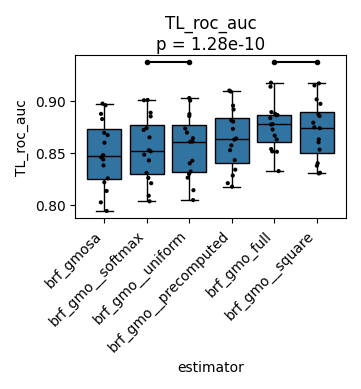 TL_roc_auc
p = 1.28e-10
TL_roc_auc
0.90
0.85
0.80
brf_gmosa
brf_gmo__softmax
brf_gmo__uniform
brf_gmo__precomputed
brf_gmo_full
brf_gmo__square
estimator